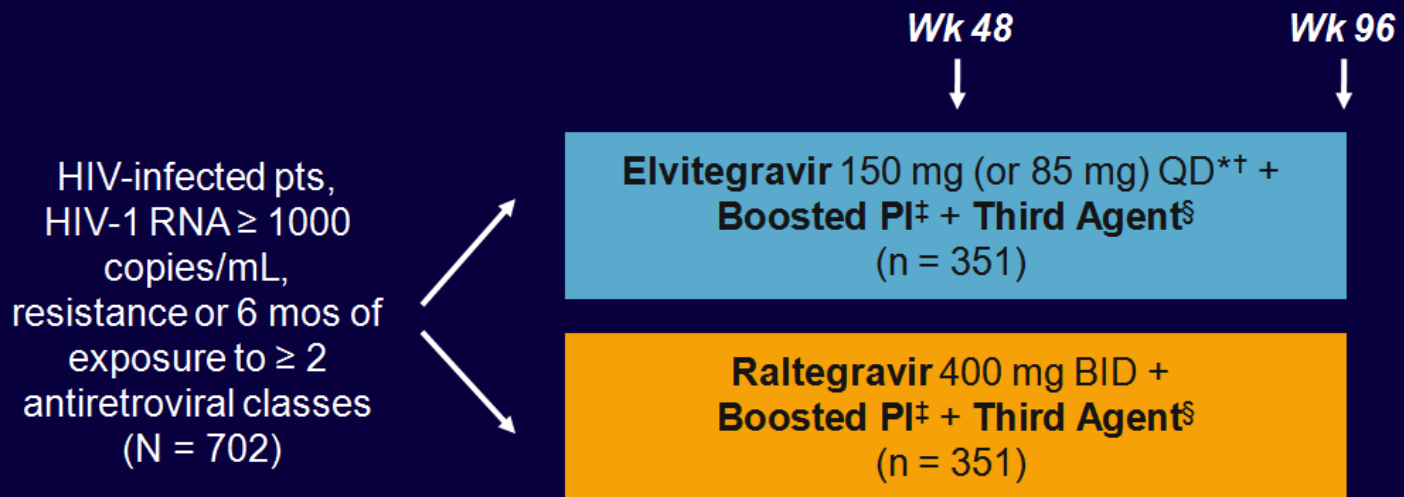 Wk 48
Wk 96
HIV-infected pts,
HIV-1 RNA ≥ 1000
copies/mL,
resistance or 6 mos of
exposure to ≥ 2
antiretroviral classes
(N = 702)
Elvitegravir 150 mg (or 85 mg) QD*† +
Boosted PI‡ + Third Agent§
(n = 351)
Raltegravir 400 mg BID +
Boosted PI‡ + Third Agent§
(n = 351)